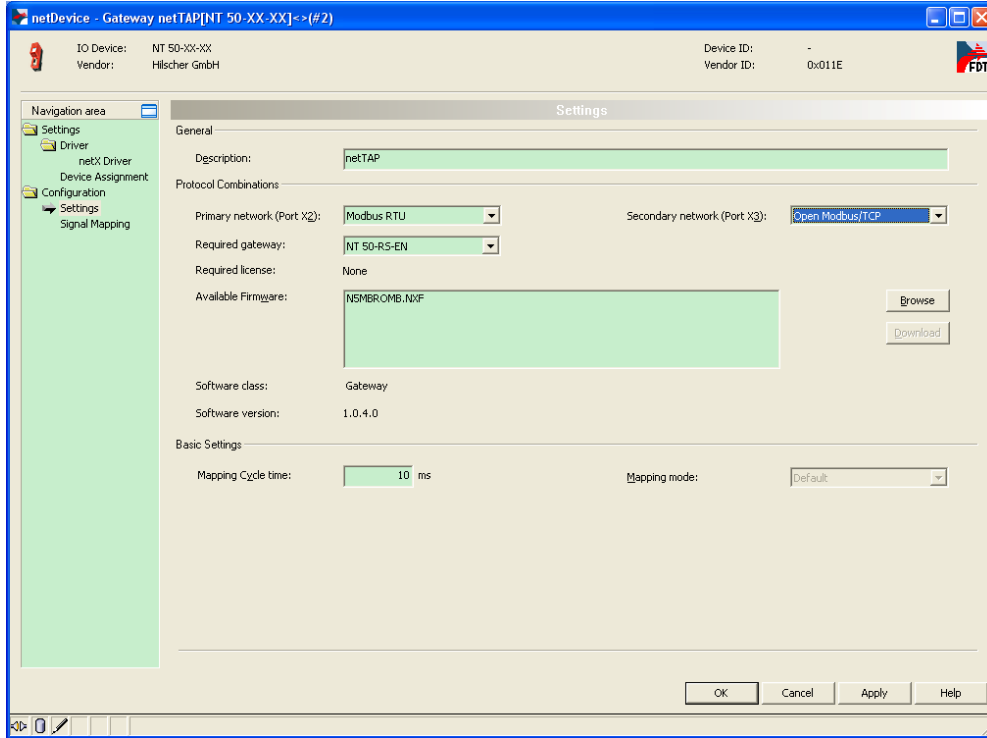 netDevice - Gateway netTAP[NT 50-XX-XX]<>(#2)
IO Device: NT 50-XX-XX Device ID: -
Vendor: Hilscher GmbH Vendor ID: 0x011E
FDT
Navigation area
Settings
Driver
netX Driver
Device Assignment
Configuration
Settings
Signal Mapping
Settings
General
Description: netTAP
Protocol Combinations
Primary network (Port X2): Modbus RTU Secondary network (Port X3): Open Modbus/TCP
Required gateway: NT 50-RS-EN
Required license: None
Available Firmware: N5MBROMB.NXF Browse
Download
Software class: Gateway
Software version: 1.0.4.0
Basic Settings
Mapping Cycle time: 10 ms Mapping mode: Default
OK Cancel Apply Help